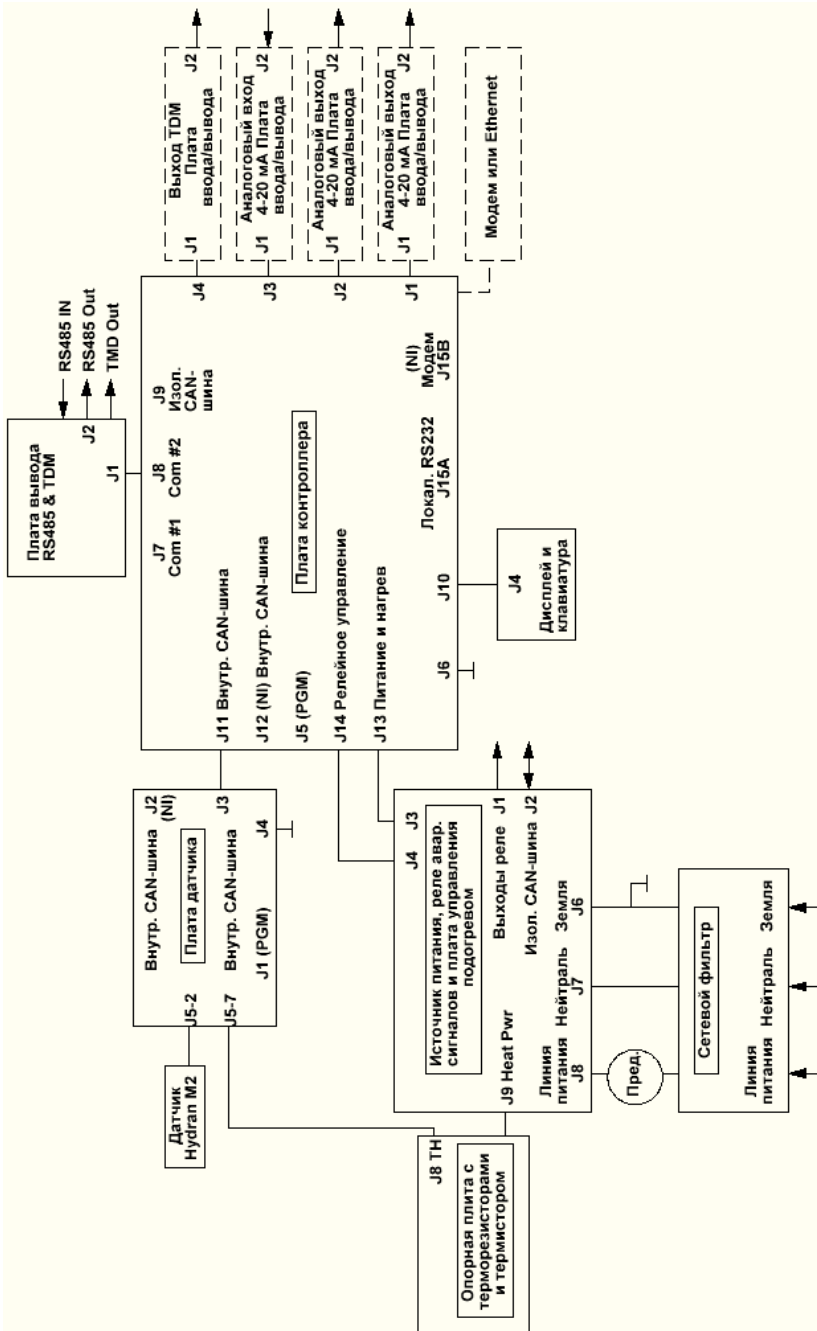 Выход TDM
Плата
ввода/вывода
J1
J2
Аналоговый вход
4-20 мА Плата
ввода/вывода
J1
J2
Аналоговый выход
4-20 мА Плата
ввода/вывода
J1
J2
Аналоговый выход
4-20 мА Плата
ввода/вывода
J1
J2
Модем или Ethernet
RS485 IN
RS485 Out
TMD Out
J2
J1
Плата вывода
RS485 & TDM
J4
J3
J2
J1
J9
Изол.
CAN-
шина
J8
Com #2
J7
Com #1
(NI)
Модем
J15B
Локал. RS232
J15A
J10
J6
Плата контроллера
J11 Внутр. CAN-шина
J12 (NI) Внутр. CAN-шина
J5 (PGM)
J14 Релейное управление
J13 Питание и нагрев
J4
Дисплей и
клавиатура
Внутр. CAN-шина
J2
(NI)
Плата датчика
Внутр. CAN-шина
J3
J1 (PGM)
J4
J5-2
J5-7
Датчик
Hydran M2
J4
J3
Источник питания, реле авар.
сигналов и плата управления
подогревом
Выходы реле
J1
Изол. CAN-шина
J2
J9 Heat Pwr
Линия
питания
J8
Нейтраль
J7
Земля
J6
Пред.
Сетевой фильтр
Линия
питания
Нейтраль
Земля
J8 TH
Опорная плита с
терморезисторами
и термистором